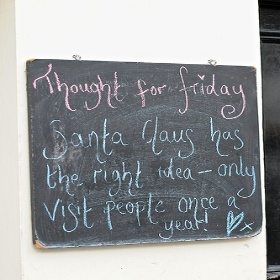 Thought for friday
Santa Claus has
the right idea - only
visit people once a
year! x